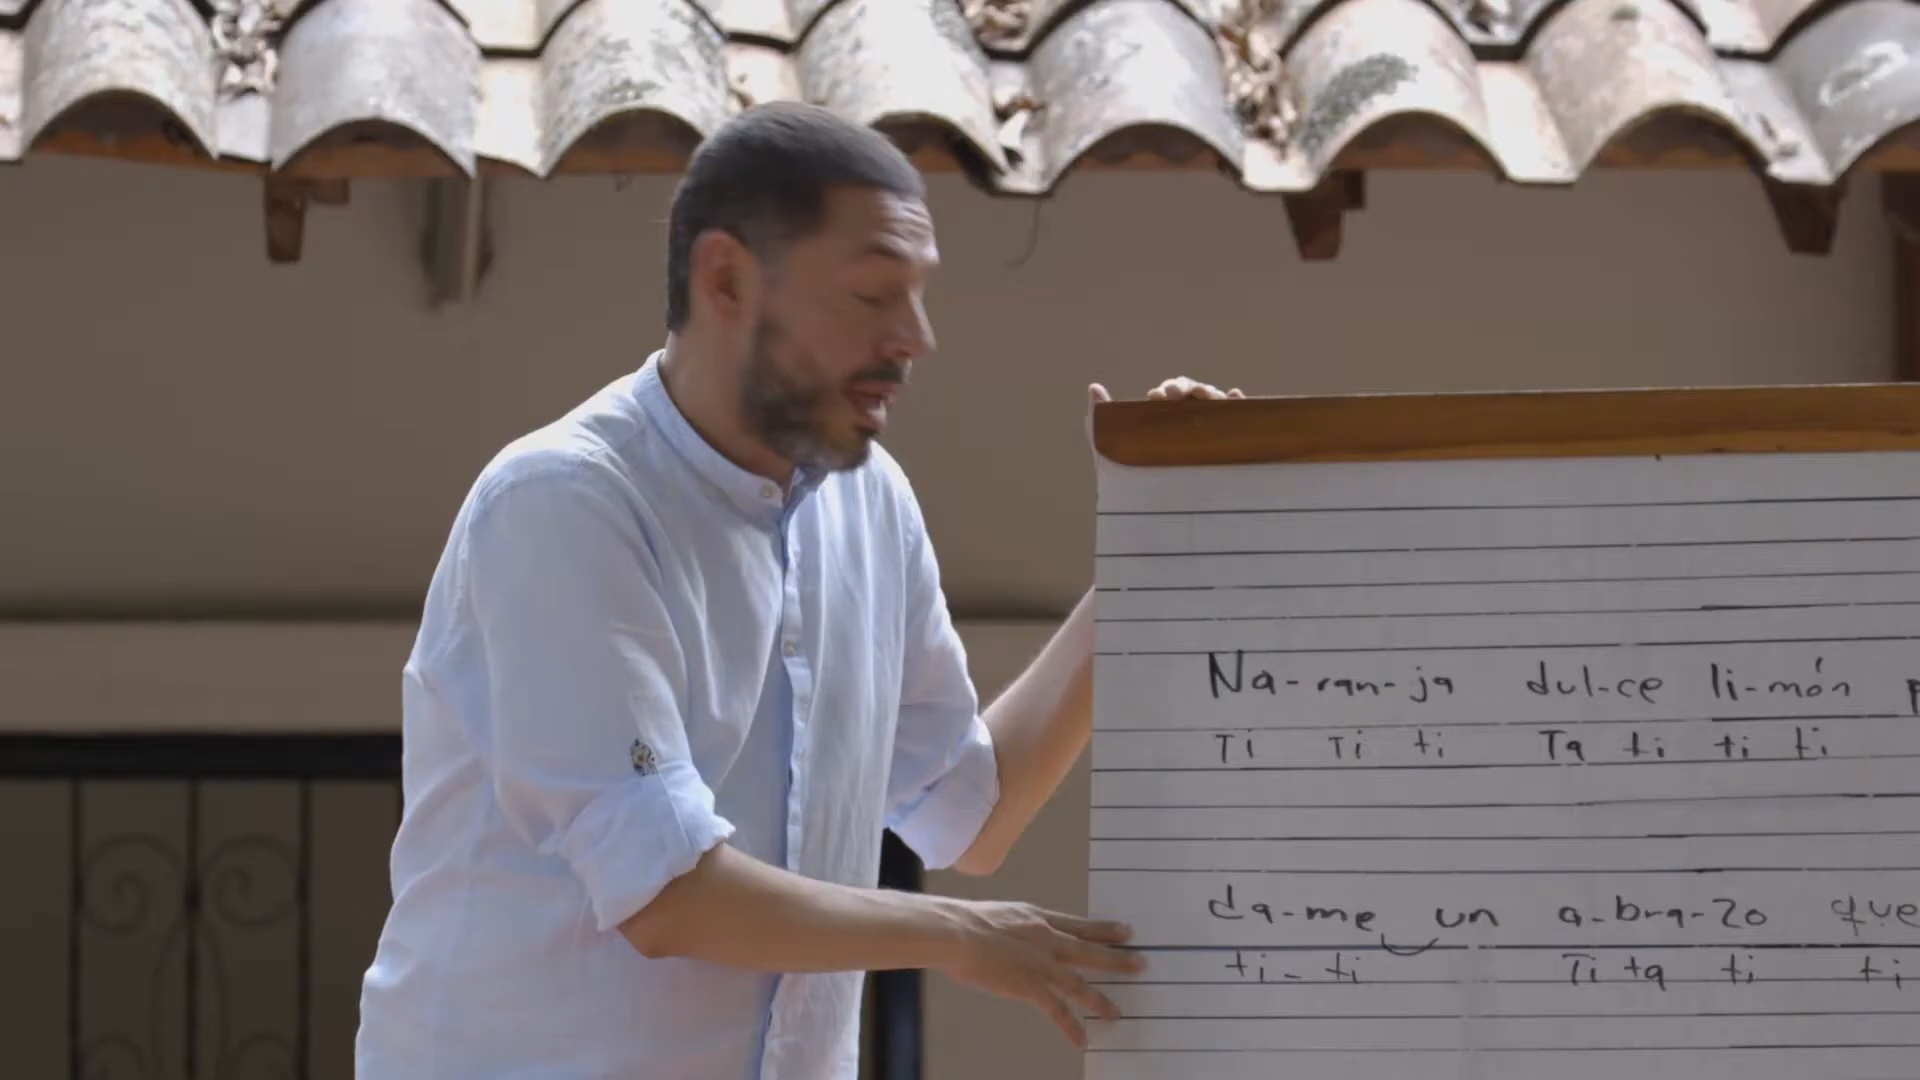 Na-ran-ja dul-ce li-món
Ti Ti ti Ta ti ti ti
da-me un a-bra-zo que
ti- ti Ti ta ti ti